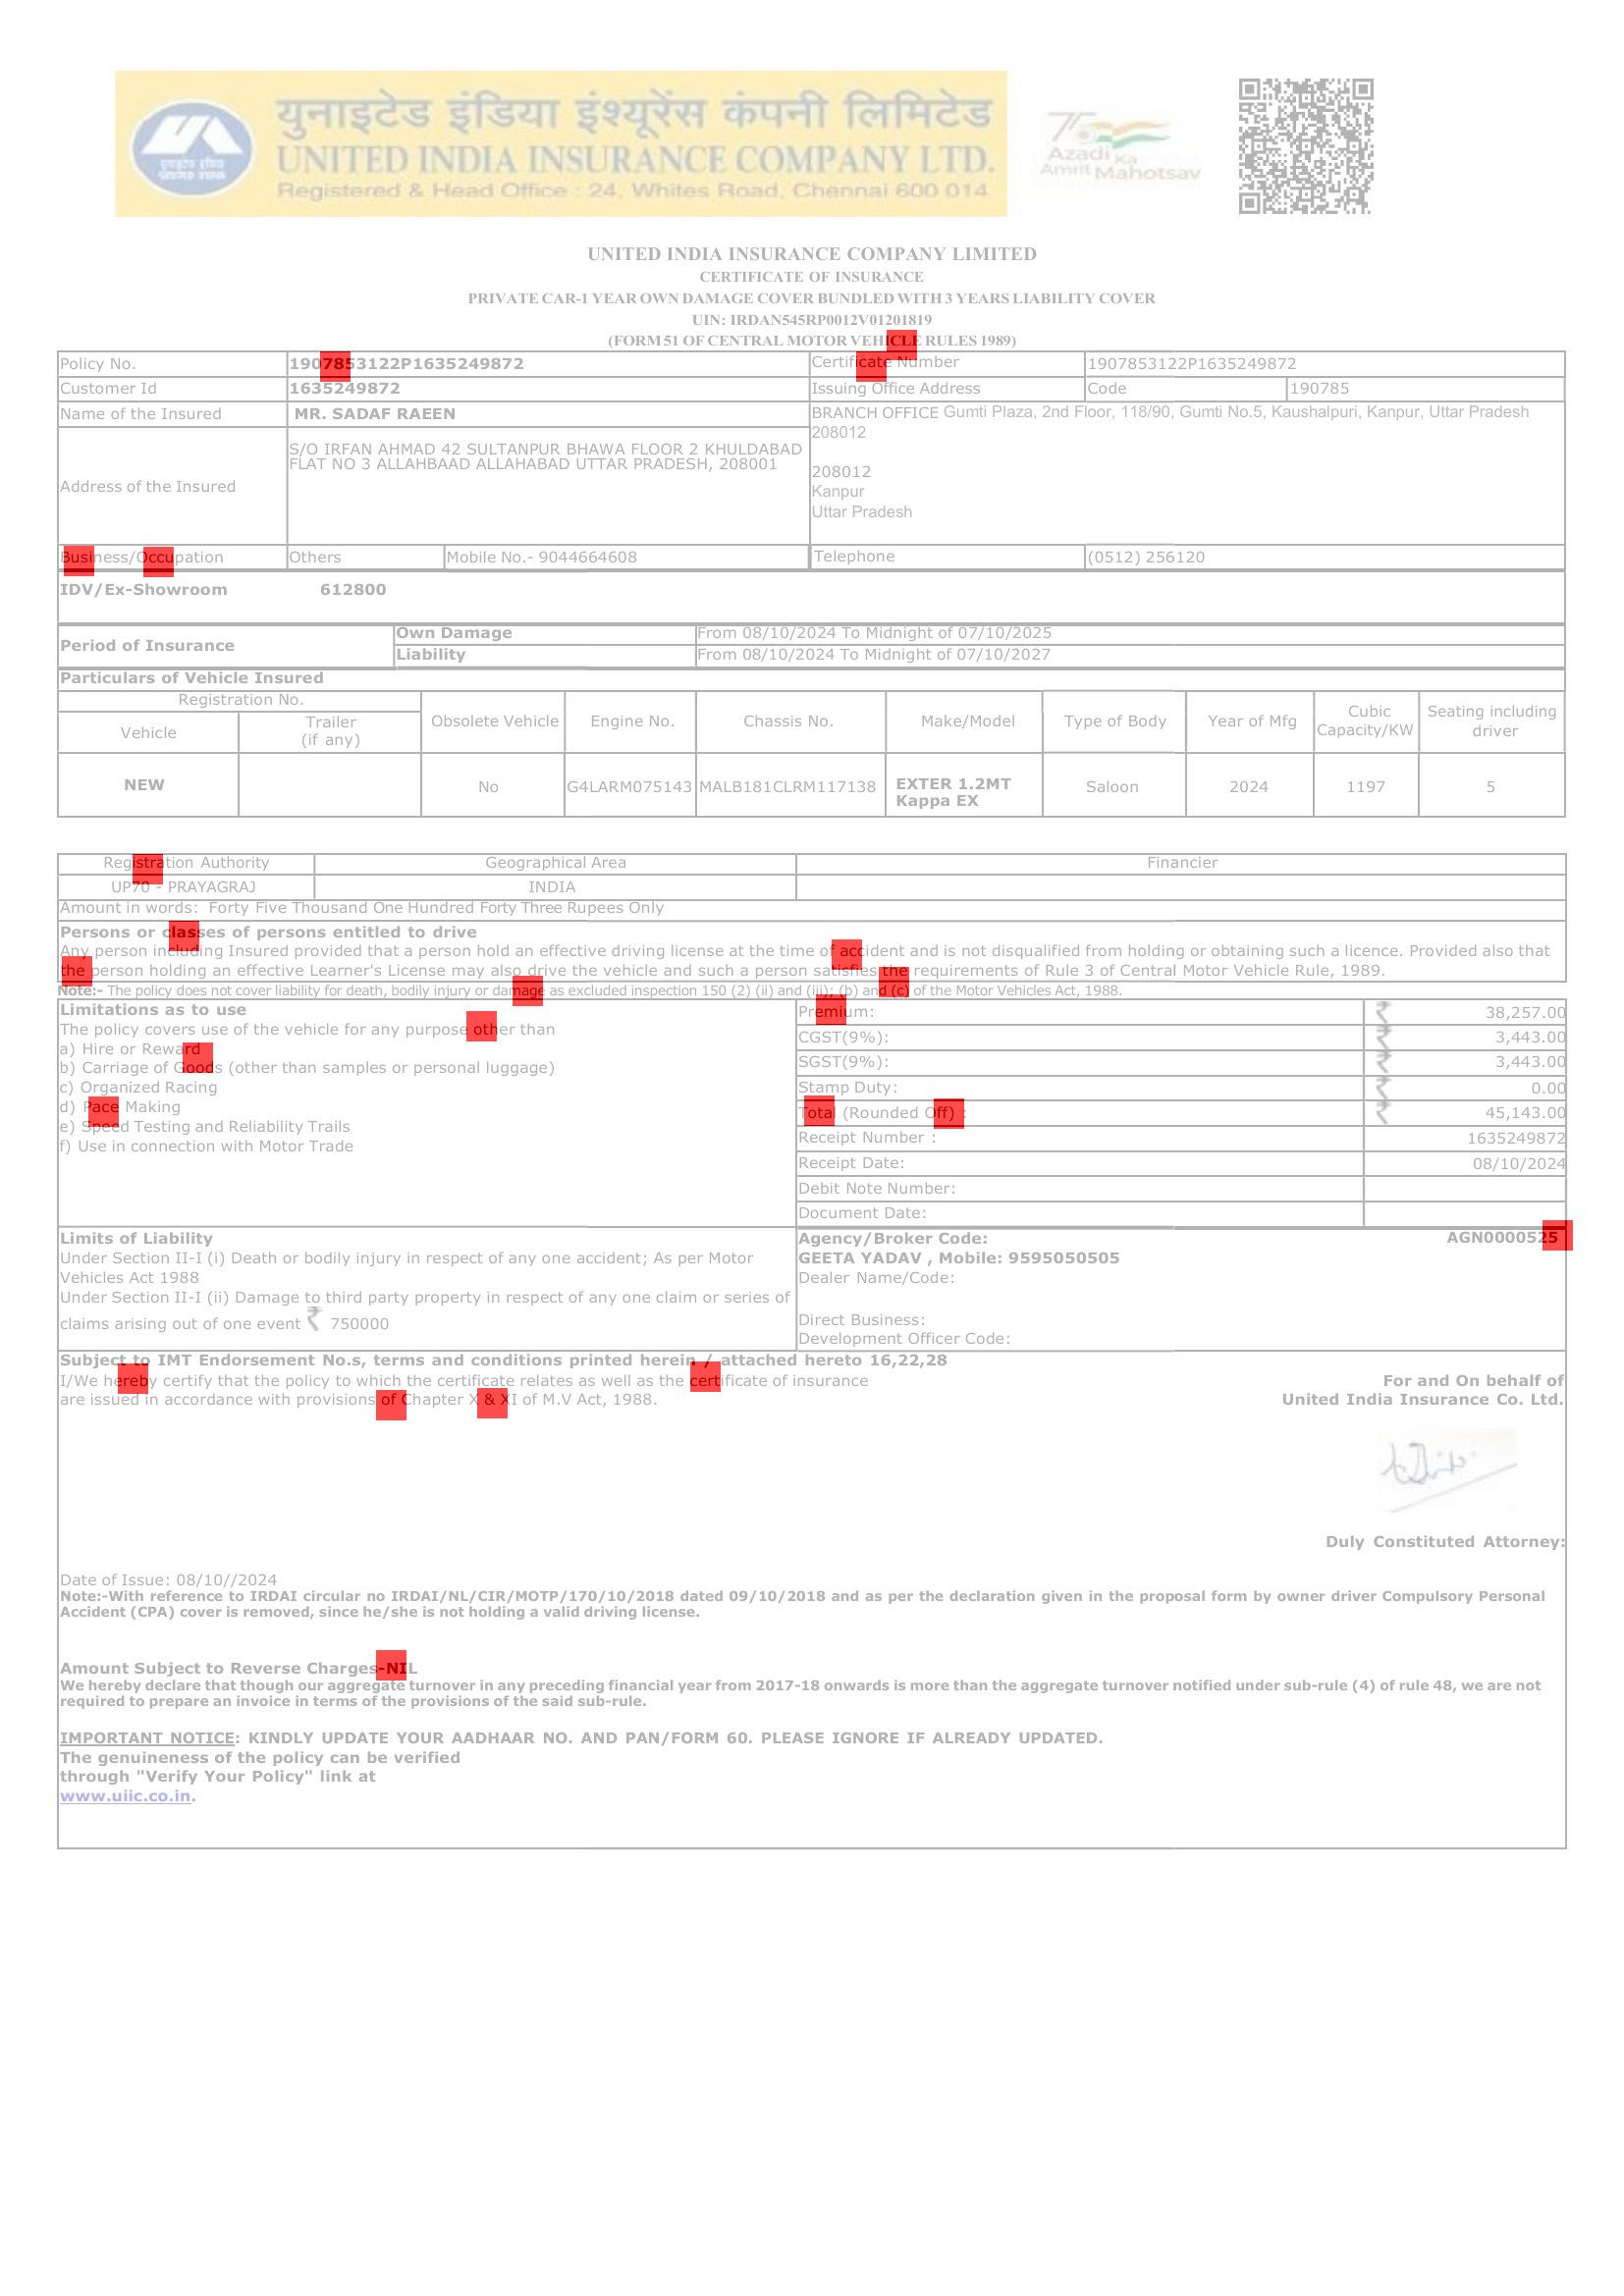 युनाइटेड इंडिया इंश्यूरेंस कंपनी लिमिटेड
UNITED INDIA INSURANCE COMPANY LTD.
Registered & Head Office : 24, Whites Road, Chennai 600 014
Azadi Ka
Amrit Mahotsav
UNITED INDIA INSURANCE COMPANY LIMITED
CERTIFICATE OF INSURANCE
PRIVATE CAR-1 YEAR OWN DAMAGE COVER BUNDLED WITH 3 YEARS LIABILITY COVER
UIN: IRDAN545RP0012V01201819
(FORM 51 OF CENTRAL MOTOR VEHICLE RULES 1989)
Policy No. 1907853122P1635249872 Certificate Number 1907853122P1635249872
Customer Id 1635249872 Issuing Office Address Code 190785
Name of the Insured MR. SADAF RAEEN
BRANCH OFFICE Gumti Plaza, 2nd Floor, 118/90, Gumti No.5, Kaushalpuri, Kanpur, Uttar Pradesh
208012
Address of the Insured
S/O IRFAN AHMAD 42 SULTANPUR BHAWA FLOOR 2 KHULDABAD
FLAT NO 3 ALLAHBAAD ALLAHABAD UTTAR PRADESH, 208001
208012
Kanpur
Uttar Pradesh
Business/Occupation Others Mobile No.- 9044664608 Telephone (0512) 256120
IDV/Ex-Showroom 612800
Period of Insurance
Own Damage From 08/10/2024 To Midnight of 07/10/2025
Liability From 08/10/2024 To Midnight of 07/10/2027
Particulars of Vehicle Insured
Registration No.
Vehicle
Trailer
(if any)
Obsolete Vehicle Engine No. Chassis No. Make/Model Type of Body Year of Mfg
Cubic
Capacity/KW
Seating including
driver
NEW No G4LARM075143 MALB181CLRM117138
EXTER 1.2MT
Kappa EX
Saloon 2024 1197 5
Registration Authority Geographical Area Financier
UP70 - PRAYAGRAJ INDIA
Amount in words: Forty Five Thousand One Hundred Forty Three Rupees Only
Persons or classes of persons entitled to drive
Any person including Insured provided that a person hold an effective driving license at the time of accident and is not disqualified from holding or obtaining such a licence. Provided also that
the person holding an effective Learner's License may also drive the vehicle and such a person satisfies the requirements of Rule 3 of Central Motor Vehicle Rule, 1989.
Note:- The policy does not cover liability for death, bodily injury or damage as excluded inspection 150 (2) (ii) and (iii); (b) and (c) of the Motor Vehicles Act, 1988.
Limitations as to use
The policy covers use of the vehicle for any purpose other than
a) Hire or Reward
b) Carriage of Goods (other than samples or personal luggage)
c) Organized Racing
d) Pace Making
e) Speed Testing and Reliability Trails
f) Use in connection with Motor Trade
Premium: ₹ 38,257.00
CGST(9%): ₹ 3,443.00
SGST(9%): ₹ 3,443.00
Stamp Duty: ₹ 0.00
Total (Rounded Off) : ₹ 45,143.00
Receipt Number : 1635249872
Receipt Date: 08/10/2024
Debit Note Number:
Document Date:
Limits of Liability
Under Section II-I (i) Death or bodily injury in respect of any one accident; As per Motor
Vehicles Act 1988
Under Section II-I (ii) Damage to third party property in respect of any one claim or series of
claims arising out of one event ₹ 750000
Agency/Broker Code: AGN0000525
GEETA YADAV , Mobile: 9595050505
Dealer Name/Code:
Direct Business:
Development Officer Code:
Subject to IMT Endorsement No.s, terms and conditions printed herein / attached hereto 16,22,28
I/We hereby certify that the policy to which the certificate relates as well as the certificate of insurance
are issued in accordance with provisions of Chapter X & XI of M.V Act, 1988.
For and On behalf of
United India Insurance Co. Ltd.
Duly Constituted Attorney:
Date of Issue: 08/10//2024
Note:-With reference to IRDAI circular no IRDAI/NL/CIR/MOTP/170/10/2018 dated 09/10/2018 and as per the declaration given in the proposal form by owner driver Compulsory Personal
Accident (CPA) cover is removed, since he/she is not holding a valid driving license.
Amount Subject to Reverse Charges-NIL
We hereby declare that though our aggregate turnover in any preceding financial year from 2017-18 onwards is more than the aggregate turnover notified under sub-rule (4) of rule 48, we are not
required to prepare an invoice in terms of the provisions of the said sub-rule.
IMPORTANT NOTICE: KINDLY UPDATE YOUR AADHAAR NO. AND PAN/FORM 60. PLEASE IGNORE IF ALREADY UPDATED.
The genuineness of the policy can be verified
through "Verify Your Policy" link at
www.uiic.co.in.